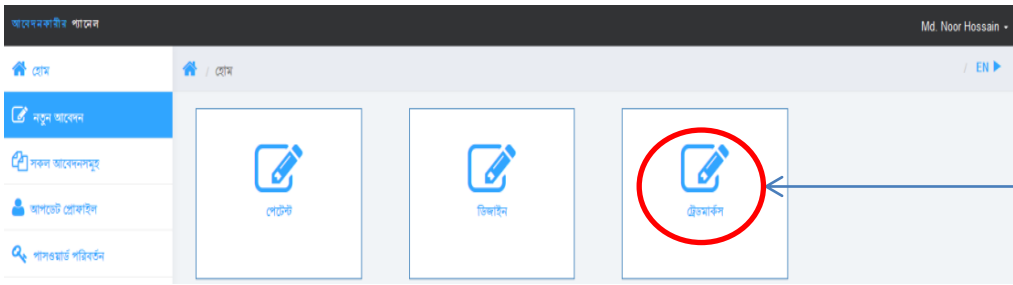 আবেদনকারীর প্যানেল
Md. Noor Hossain
হোম
/ হোম
/ EN
নতুন আবেদন
সকল আবেদনসমূহ
আপডেট প্রোফাইল
পাসওয়ার্ড পরিবর্তন
পেটেন্ট
ডিজাইন
ট্রেডমার্কস